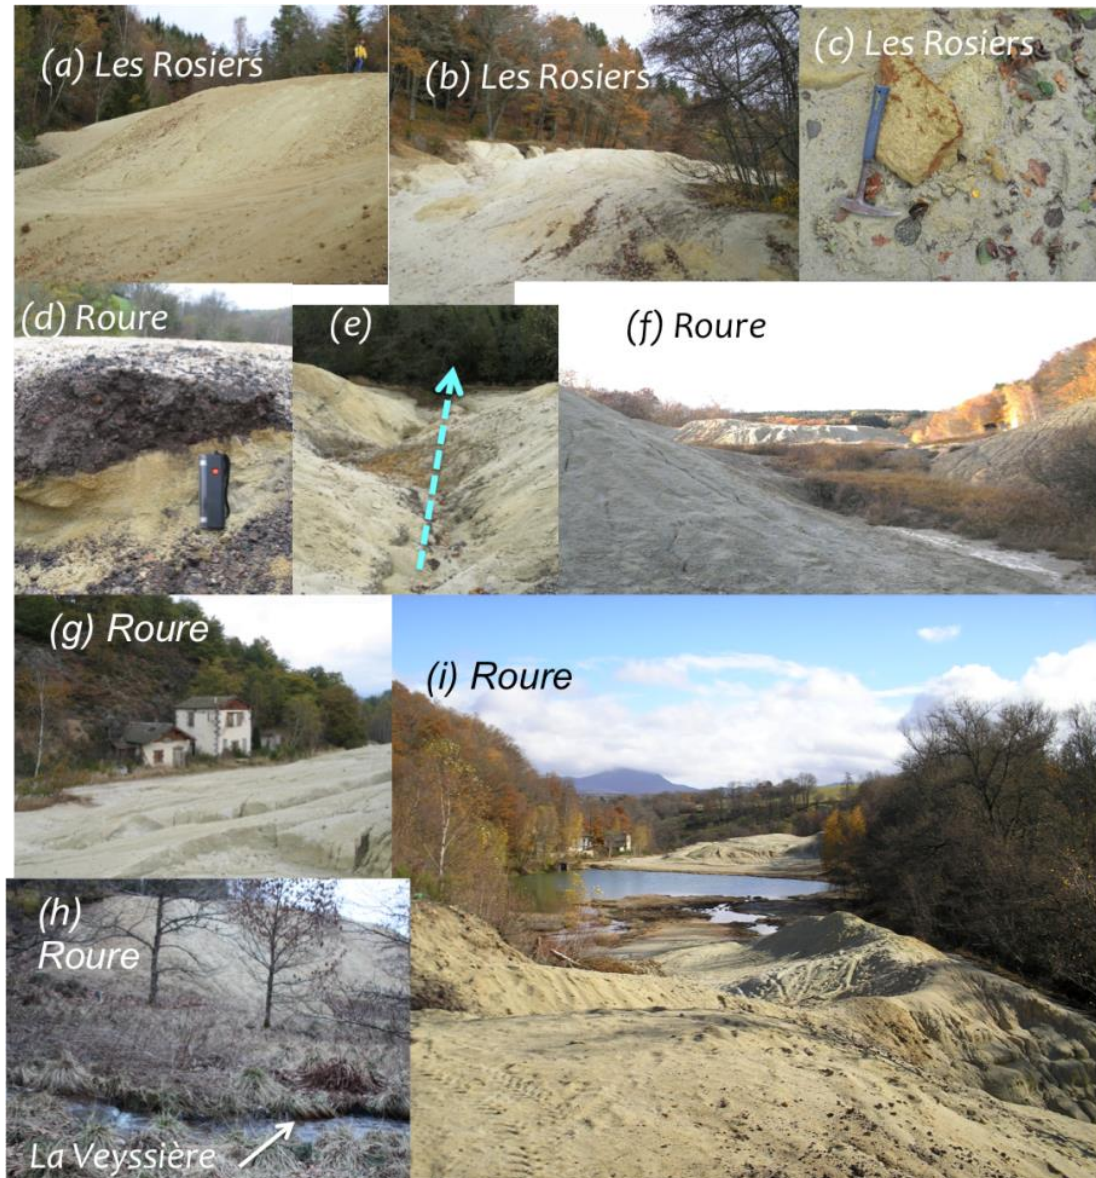 (a) Les Rosiers
(b) Les Rosiers
(c) Les Rosiers
(d) Roure
(e)
(f) Roure
(g) Roure
(h)
Roure
La Veyssière
(i) Roure